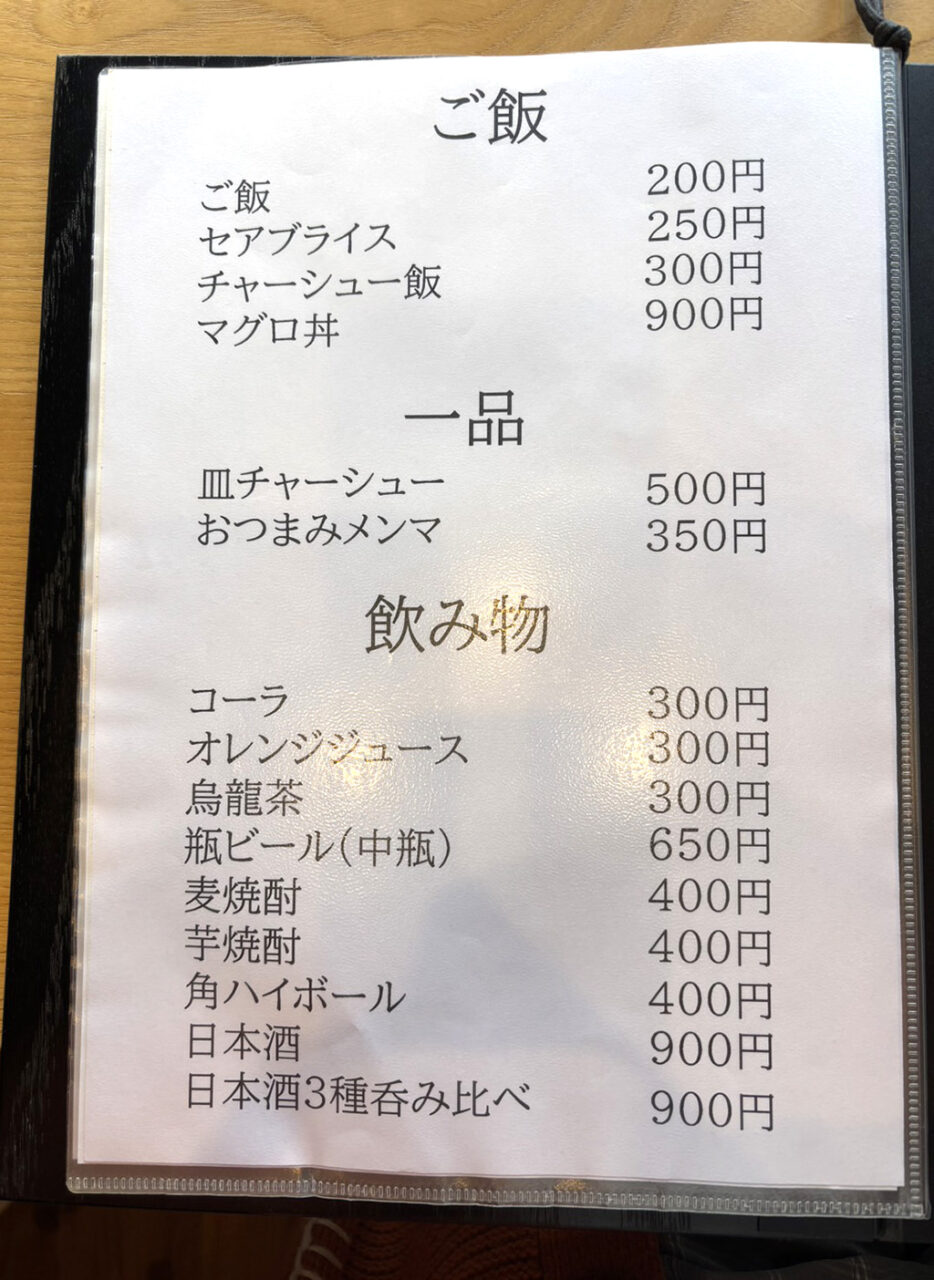 ご飯
ご飯 200円
セアブライス 250円
チャーシュー飯 300円
マグロ丼 900円
一品
皿チャーシュー 500円
おつまみメンマ 350円
飲み物
コーラ 300円
オレンジジュース 300円
烏龍茶 300円
瓶ビール(中瓶) 650円
麦焼酎 400円
芋焼酎 400円
角ハイボール 400円
日本酒 900円
日本酒3種呑み比べ 900円